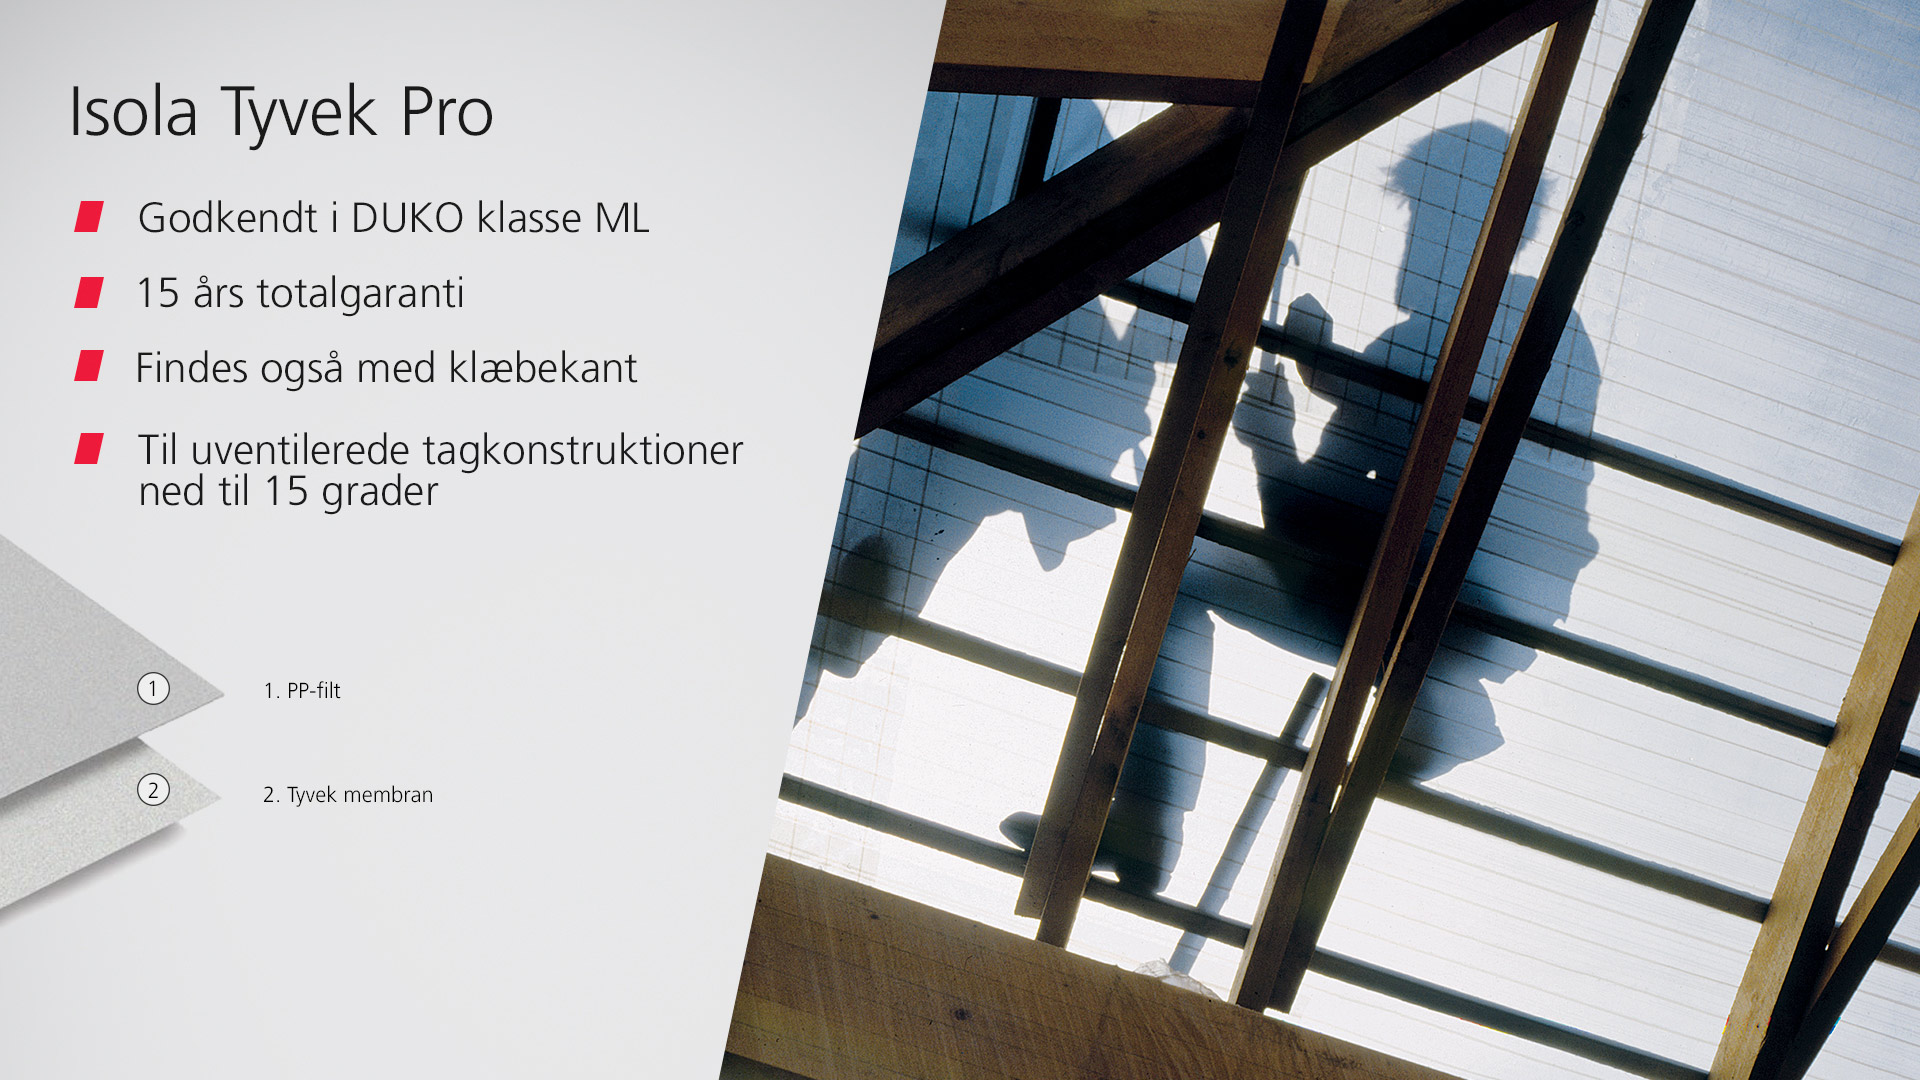 Isola Tyvek Pro
Godkendt i DUKO klasse ML
15 års totalgaranti
Findes også med klæbekant
Til uventilerede tagkonstruktioner
ned til 15 grader
1
1. PP-filt
2
2. Tyvek membran